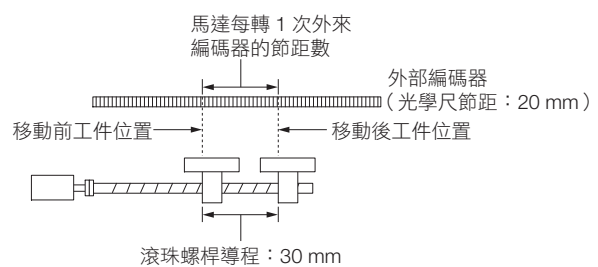 馬達每轉 1 次外來
編碼器的節距數
外部編碼器
（光學尺節距：20 mm）
移動前工件位置
移動後工件位置
滾珠螺桿導程：30 mm